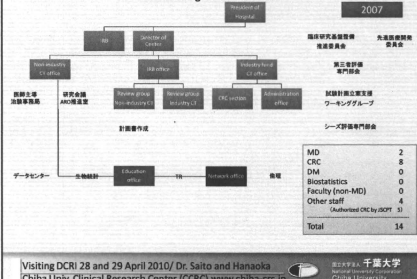 President of
Hospital
2007
IRB
Director of
Center
臨床研究基盤整備
推進委員会
先進医療開発
委員会
Non-industry
CT office
IRB office
Industry fund
CT office
第三者評価
専門部会
医師主導
治験事務局
研究会議
ARO推進室
Review group
Non-industry CT
Review group
industry CT
CRC section
Administration
office
試験計画立案支援
ワーキンググループ
計画書作成
シーズ評価専門部会
データセンター
生物統計
Education
office
TR
Network office
倫理
MD 2
CRC 8
DM 0
Biostatistics 0
Faculty (non-MD) 0
Other staff 4
(Authorized CRC by JSCPT 5)
Total 14
Visiting DCRI 28 and 29 April 2010/ Dr. Saito and Hanaoka
Chiba Univ. Clinical Research Center (CCRC) www.chiba-crc.jp
国立大学法人 千葉大学
National University Corporation
Chiba University